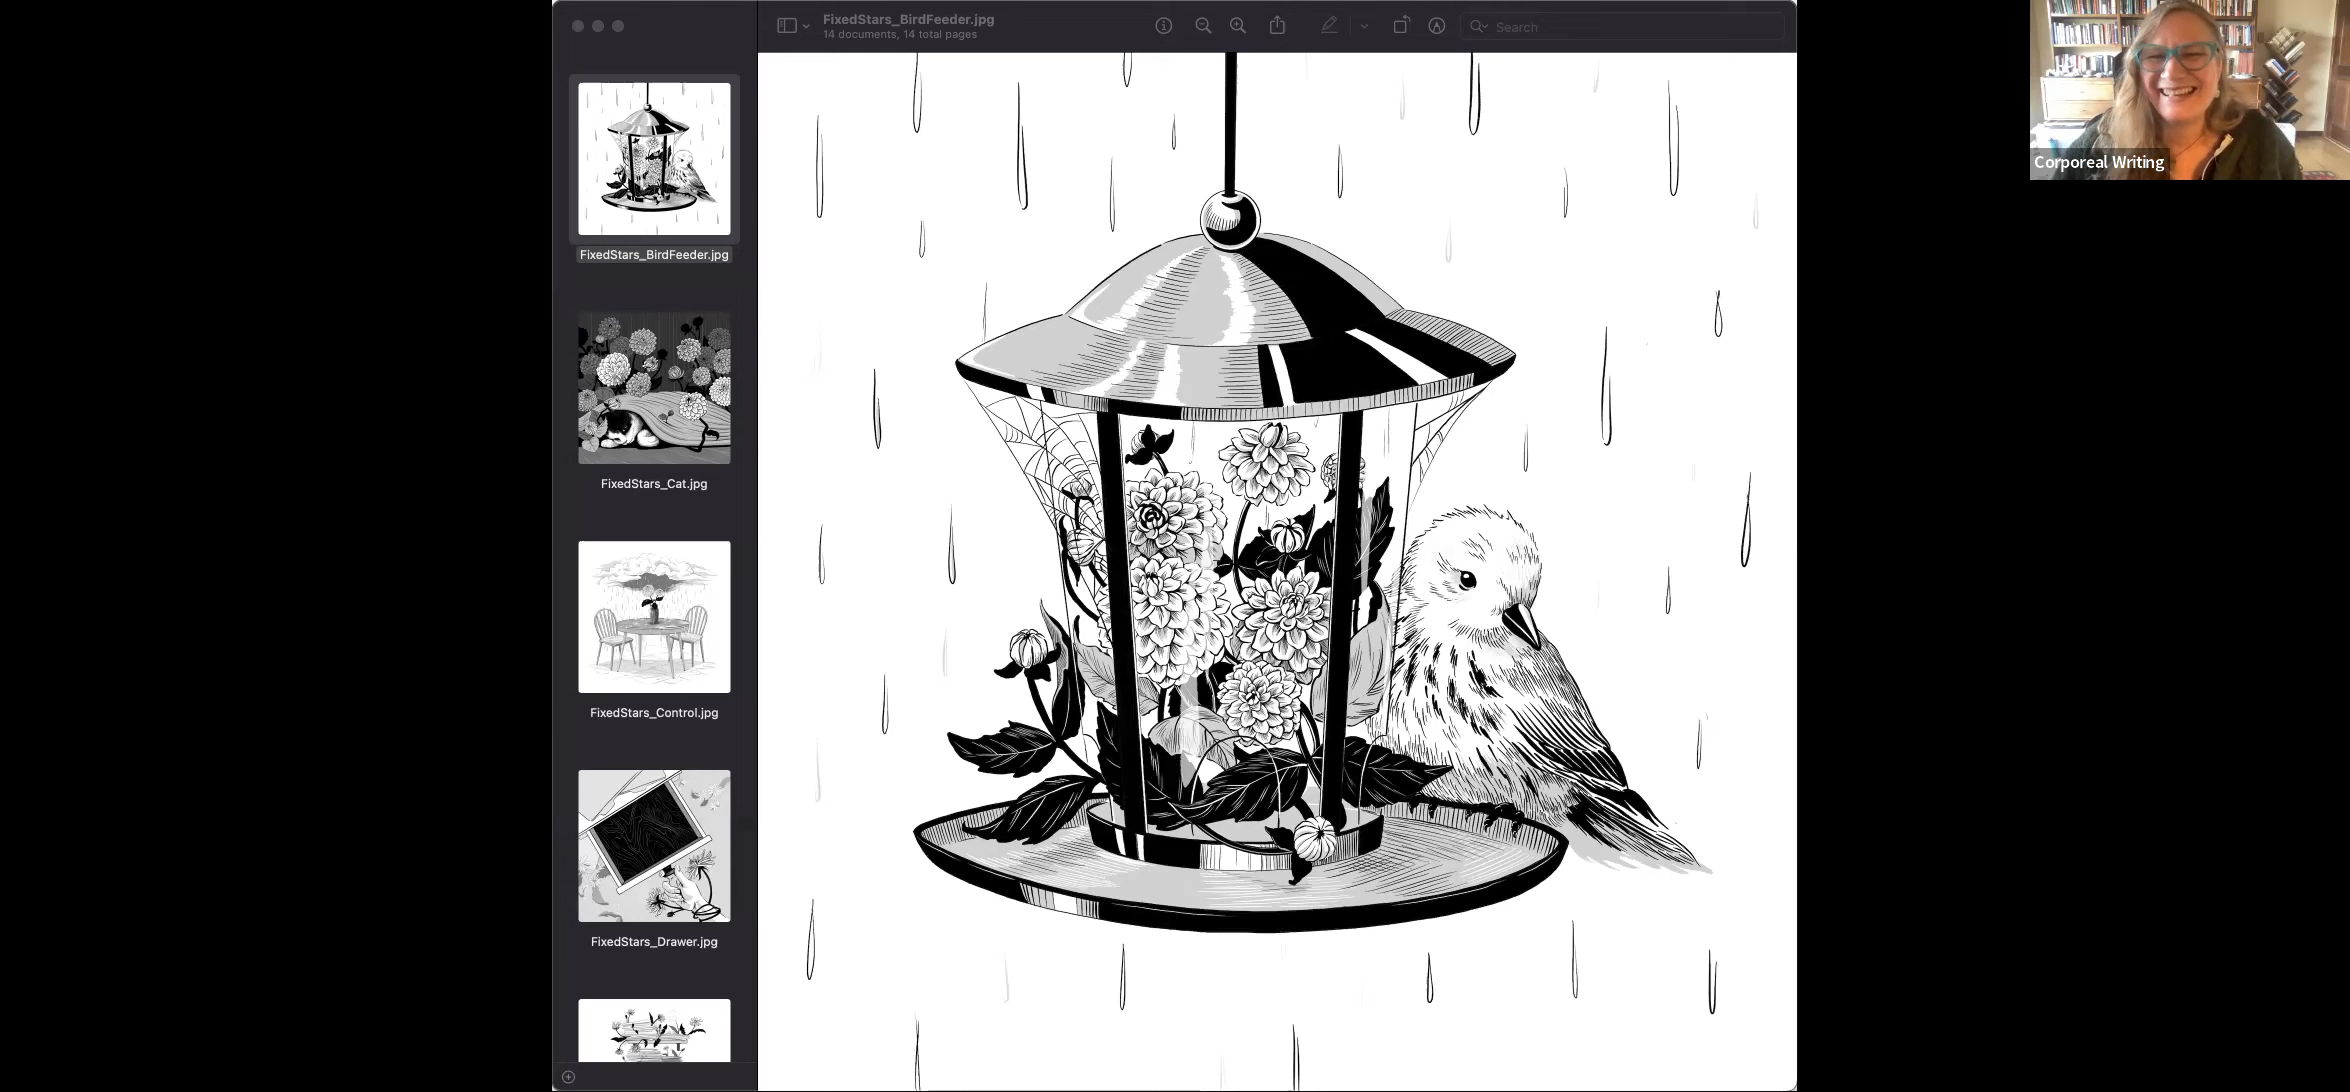 FixedStars_BirdFeeder.jpg
14 documents, 14 total pages
Search
FixedStars_BirdFeeder.jpg
FixedStars_Cat.jpg
FixedStars_Control.jpg
FixedStars_Drawer.jpg
Corporeal Writing